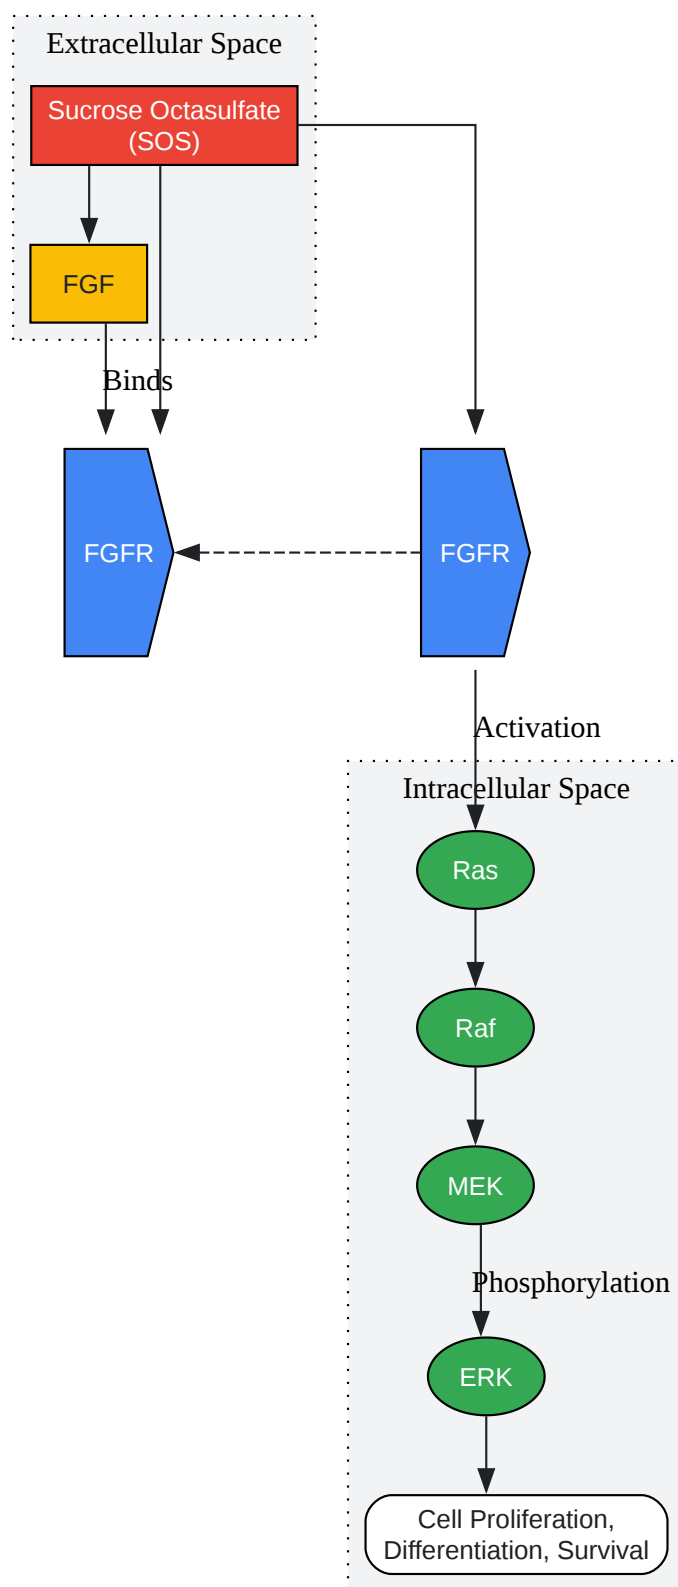 Extracellular Space
Sucrose Octasulfate
(SOS)
FGF
Binds
FGFR
FGFR
Activation
Intracellular Space
Ras
Raf
MEK
Phosphorylation
ERK
Cell Proliferation,
Differentiation, Survival